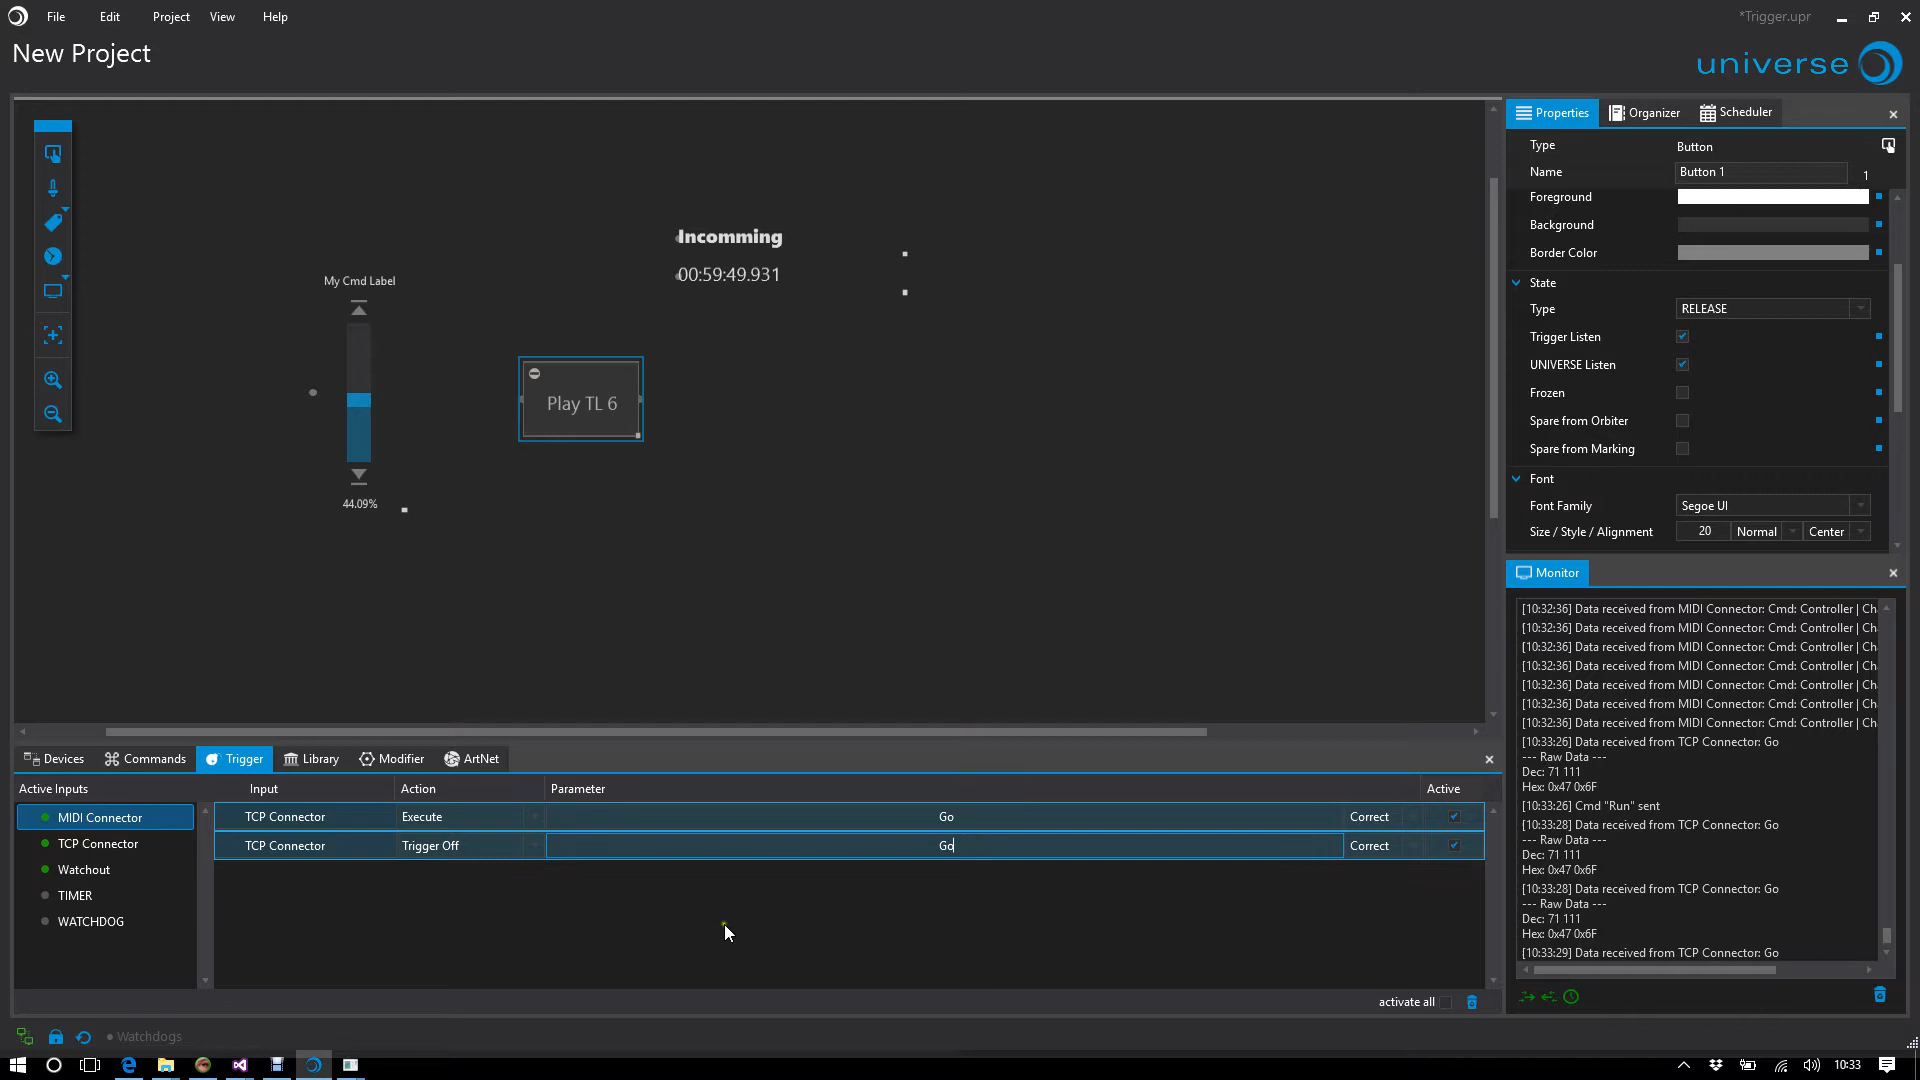 File Edit Project View Help *Trigger.upr
New Project
universe
Properties Organizer Scheduler
Type Button
Name Button 1 1
Foreground
Background
Border Color
State
Type RELEASE
Trigger Listen
UNIVERSE Listen
Frozen
Spare from Orbiter
Spare from Marking
Font
Font Family Segoe UI
Size / Style / Alignment 20 Normal Center
Incomming
00:59:49.931
My Cmd Label
Play TL 6
44.09%
Monitor
[10:32:36] Data received from MIDI Connector: Cmd: Controller | Ch
[10:32:36] Data received from MIDI Connector: Cmd: Controller | Ch
[10:32:36] Data received from MIDI Connector: Cmd: Controller | Ch
[10:32:36] Data received from MIDI Connector: Cmd: Controller | Ch
[10:32:36] Data received from MIDI Connector: Cmd: Controller | Ch
[10:32:36] Data received from MIDI Connector: Cmd: Controller | Ch
[10:32:36] Data received from MIDI Connector: Cmd: Controller | Ch
[10:33:26] Data received from TCP Connector: Go
--- Raw Data ---
Dec: 71 111
Hex: 0x47 0x6F
[10:33:26] Cmd "Run" sent
[10:33:28] Data received from TCP Connector: Go
--- Raw Data ---
Dec: 71 111
Hex: 0x47 0x6F
[10:33:28] Data received from TCP Connector: Go
--- Raw Data ---
Dec: 71 111
Hex: 0x47 0x6F
[10:33:29] Data received from TCP Connector: Go
Devices Commands Trigger Library Modifier ArtNet
Active Inputs Input Action Parameter Active
MIDI Connector
TCP Connector
Watchout
TIMER
WATCHDOG
TCP Connector Execute Go Correct
TCP Connector Trigger Off Go Correct
activate all
Watchdogs
10:33